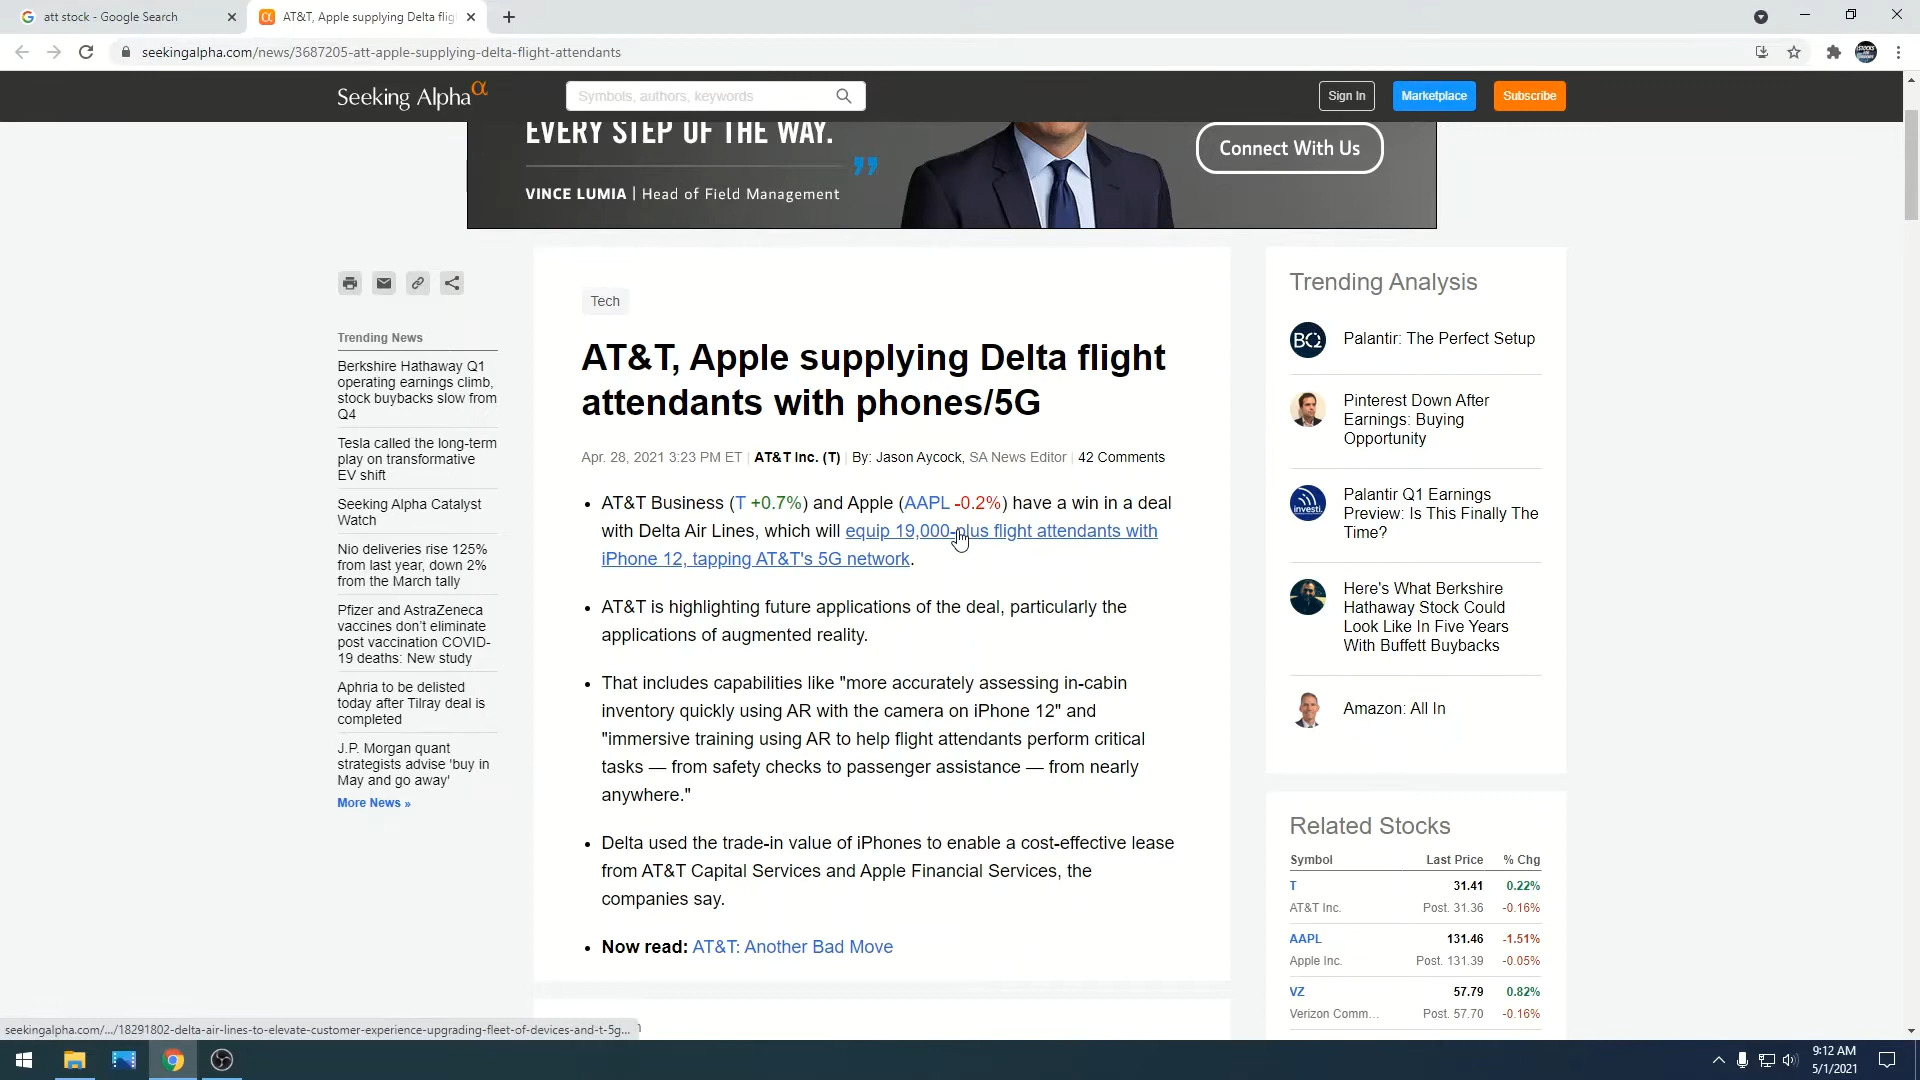 att stock - Google Search
AT&T, Apple supplying Delta flig
seekingalpha.com/news/3687205-att-apple-supplying-delta-flight-attendants
Seeking Alpha α
Symbols, authors, keywords
Sign In
Marketplace
Subscribe
EVERY STEP OF THE WAY.
”
VINCE LUMIA | Head of Field Management
Connect With Us
Trending News
Berkshire Hathaway Q1
operating earnings climb,
stock buybacks slow from
Q4
Tesla called the long-term
play on transformative
EV shift
Seeking Alpha Catalyst
Watch
Nio deliveries rise 125%
from last year, down 2%
from the March tally
Pfizer and AstraZeneca
vaccines don’t eliminate
post vaccination COVID-
19 deaths: New study
Aphria to be delisted
today after Tilray deal is
completed
J.P. Morgan quant
strategists advise 'buy in
May and go away'
More News »
Tech
AT&T, Apple supplying Delta flight
attendants with phones/5G
Apr. 28, 2021 3:23 PM ET | AT&T Inc. (T) | By: Jason Aycock, SA News Editor | 42 Comments
• AT&T Business (T +0.7%) and Apple (AAPL -0.2%) have a win in a deal
with Delta Air Lines, which will equip 19,000-plus flight attendants with
iPhone 12, tapping AT&T's 5G network.
• AT&T is highlighting future applications of the deal, particularly the
applications of augmented reality.
• That includes capabilities like "more accurately assessing in-cabin
inventory quickly using AR with the camera on iPhone 12" and
"immersive training using AR to help flight attendants perform critical
tasks — from safety checks to passenger assistance — from nearly
anywhere."
• Delta used the trade-in value of iPhones to enable a cost-effective lease
from AT&T Capital Services and Apple Financial Services, the
companies say.
• Now read: AT&T: Another Bad Move
Trending Analysis
BCQ
Palantir: The Perfect Setup
Pinterest Down After
Earnings: Buying
Opportunity
investi.
Palantir Q1 Earnings
Preview: Is This Finally The
Time?
Here's What Berkshire
Hathaway Stock Could
Look Like In Five Years
With Buffett Buybacks
Amazon: All In
Related Stocks
Symbol Last Price % Chg
T 31.41 0.22%
AT&T Inc. Post. 31.36 -0.16%
AAPL 131.46 -1.51%
Apple Inc. Post. 131.39 -0.05%
VZ 57.79 0.82%
Verizon Comm... Post. 57.70 -0.16%
seekingalpha.com/.../18291802-delta-air-lines-to-elevate-customer-experience-upgrading-fleet-of-devices-and-t-5g...
9:12 AM
5/1/2021